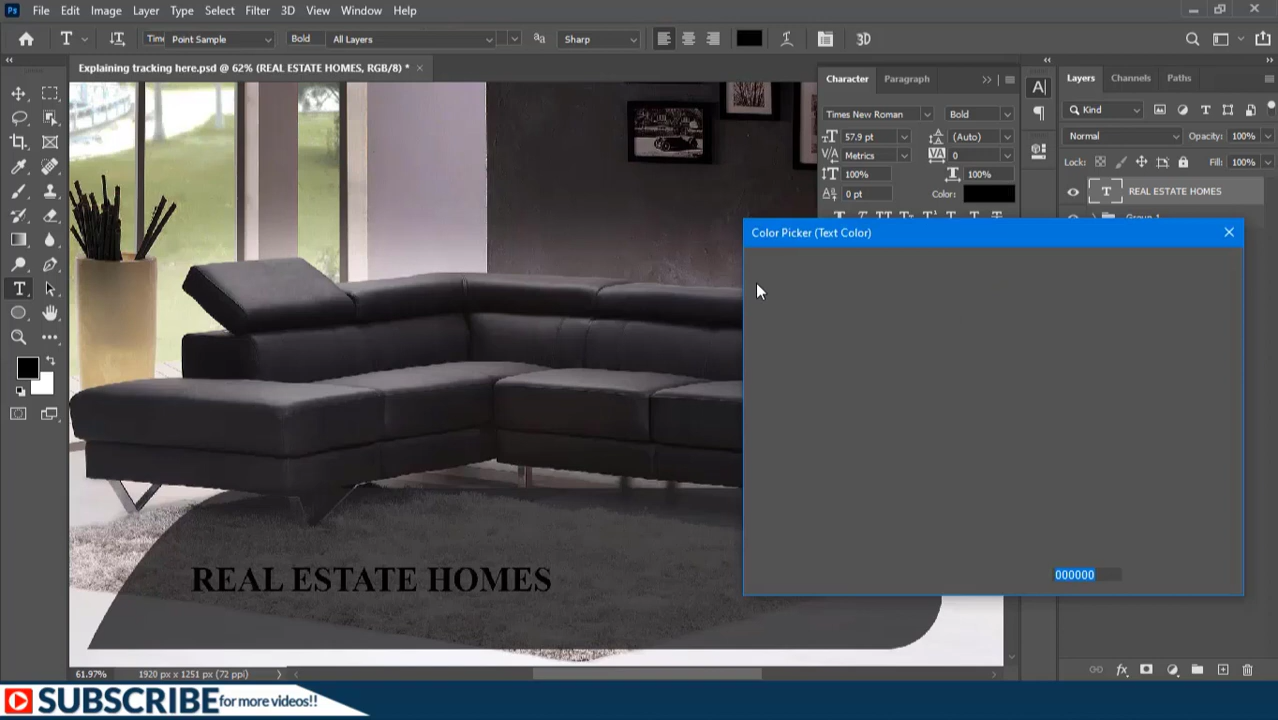 Ps File Edit Image Layer Type Select Filter 3D View Window Help
Time Point Sample Bold All Layers aa Sharp 3D
Explaining tracking here.psd @ 62% (REAL ESTATE HOMES, RGB/8) * ×
Character Paragraph
Layers Channels Paths
Kind
Times New Roman Bold
Normal Opacity: 100%
57.9 pt (Auto)
Metrics 0
Lock: Fill: 100%
100% 100%
0 pt Color:
T REAL ESTATE HOMES
Color Picker (Text Color)
000000
REAL ESTATE HOMES
61.97% 1920 px x 1251 px (72 ppi)
SUBSCRIBE for more videos!!